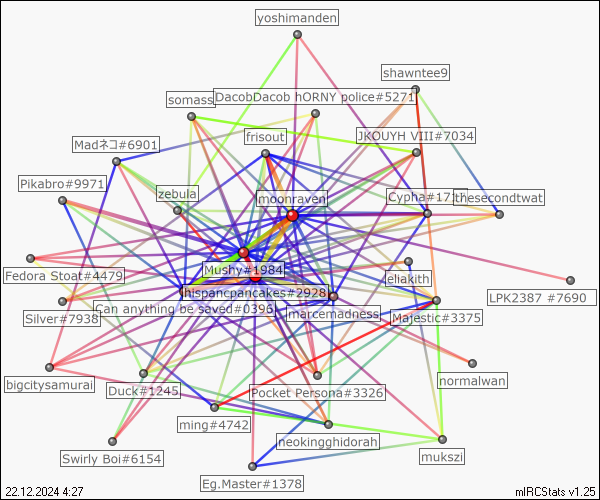 yoshimanden
shawntee9
somass
DacobDacob hORNY police#5271
frisout
JKOUYH VIII#7034
Madネコ#6901
Pikabro#9971
zebula
moonraven
Cypha#171
thesecondtwat
Mushy#1984
Fedora Stoat#4479
eliakith
hispancpancakes#2928
LPK2387 #7690
Can anything be saved#0396
Silver#7938
marcemadness
Majestic#3375
bigcitysamurai
normalwan
Duck#1245
Pocket Persona#3326
ming#4742
neokingghidorah
Swirly Boi#6154
mukszi
Eg.Master#1378
22.12.2024 4:27
mIRCStats v1.25